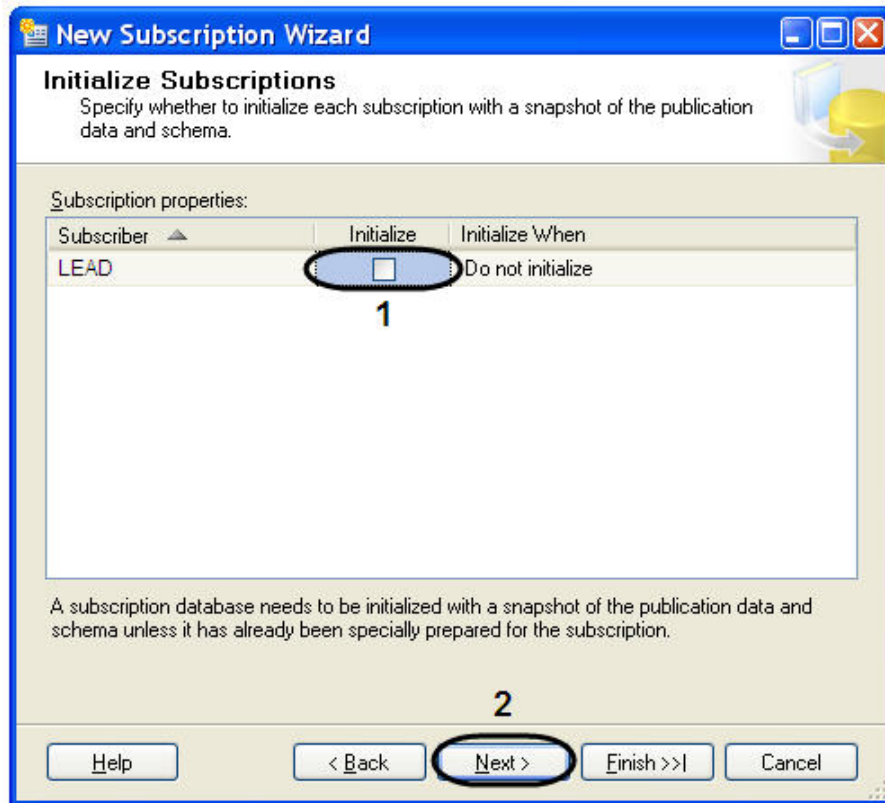 New Subscription Wizard
Initialize Subscriptions
Specify whether to initialize each subscription with a snapshot of the publication
data and schema.
Subscription properties:
Subscriber Initialize Initialize When
LEAD Do not initialize
1
A subscription database needs to be initialized with a snapshot of the publication data and
schema unless it has already been specially prepared for the subscription.
2
Help < Back Next > Finish >>| Cancel